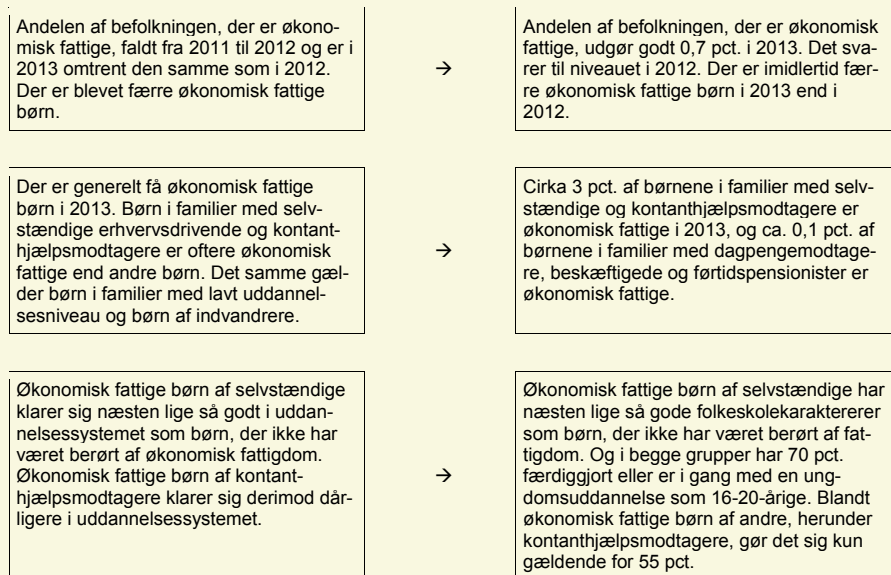 Andelen af befolkningen, der er økono-
misk fattige, faldt fra 2011 til 2012 og er i
2013 omtrent den samme som i 2012.
Der er blevet færre økonomisk fattige
børn.
→
Andelen af befolkningen, der er økonomisk
fattige, udgør godt 0,7 pct. i 2013. Det sva-
rer til niveauet i 2012. Der er imidlertid fær-
re økonomisk fattige børn i 2013 end i
2012.
Der er generelt få økonomisk fattige
børn i 2013. Børn i familier med selv-
stændige erhvervsdrivende og kontant-
hjælpsmodtagere er oftere økonomisk
fattige end andre børn. Det samme gæl-
der børn i familier med lavt uddannel-
sesniveau og børn af indvandrere.
→
Cirka 3 pct. af børnene i familier med selv-
stændige og kontanthjælpsmodtagere er
økonomisk fattige i 2013, og ca. 0,1 pct. af
børnene i familier med dagpengemodtage-
re, beskæftigede og førtidspensionister er
økonomisk fattige.
Økonomisk fattige børn af selvstændige
klarer sig næsten lige så godt i uddan-
nelsessystemet som børn, der ikke har
været berørt af økonomisk fattigdom.
Økonomisk fattige børn af kontant-
hjælpsmodtagere klarer sig derimod dår-
ligere i uddannelsessystemet.
→
Økonomisk fattige børn af selvstændige har
næsten lige så gode folkeskolekaraktererer
som børn, der ikke har været berørt af fat-
tigdom. Og i begge grupper har 70 pct.
færdiggjort eller er i gang med en ung-
domsuddannelse som 16-20-årige. Blandt
økonomisk fattige børn af andre, herunder
kontanthjælpsmodtagere, gør det sig kun
gældende for 55 pct.